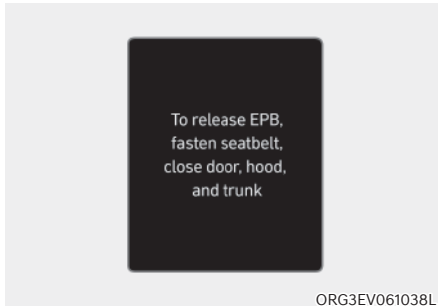 To release EPB,
fasten seatbelt,
close door, hood,
and trunk
ORG3EV061038L